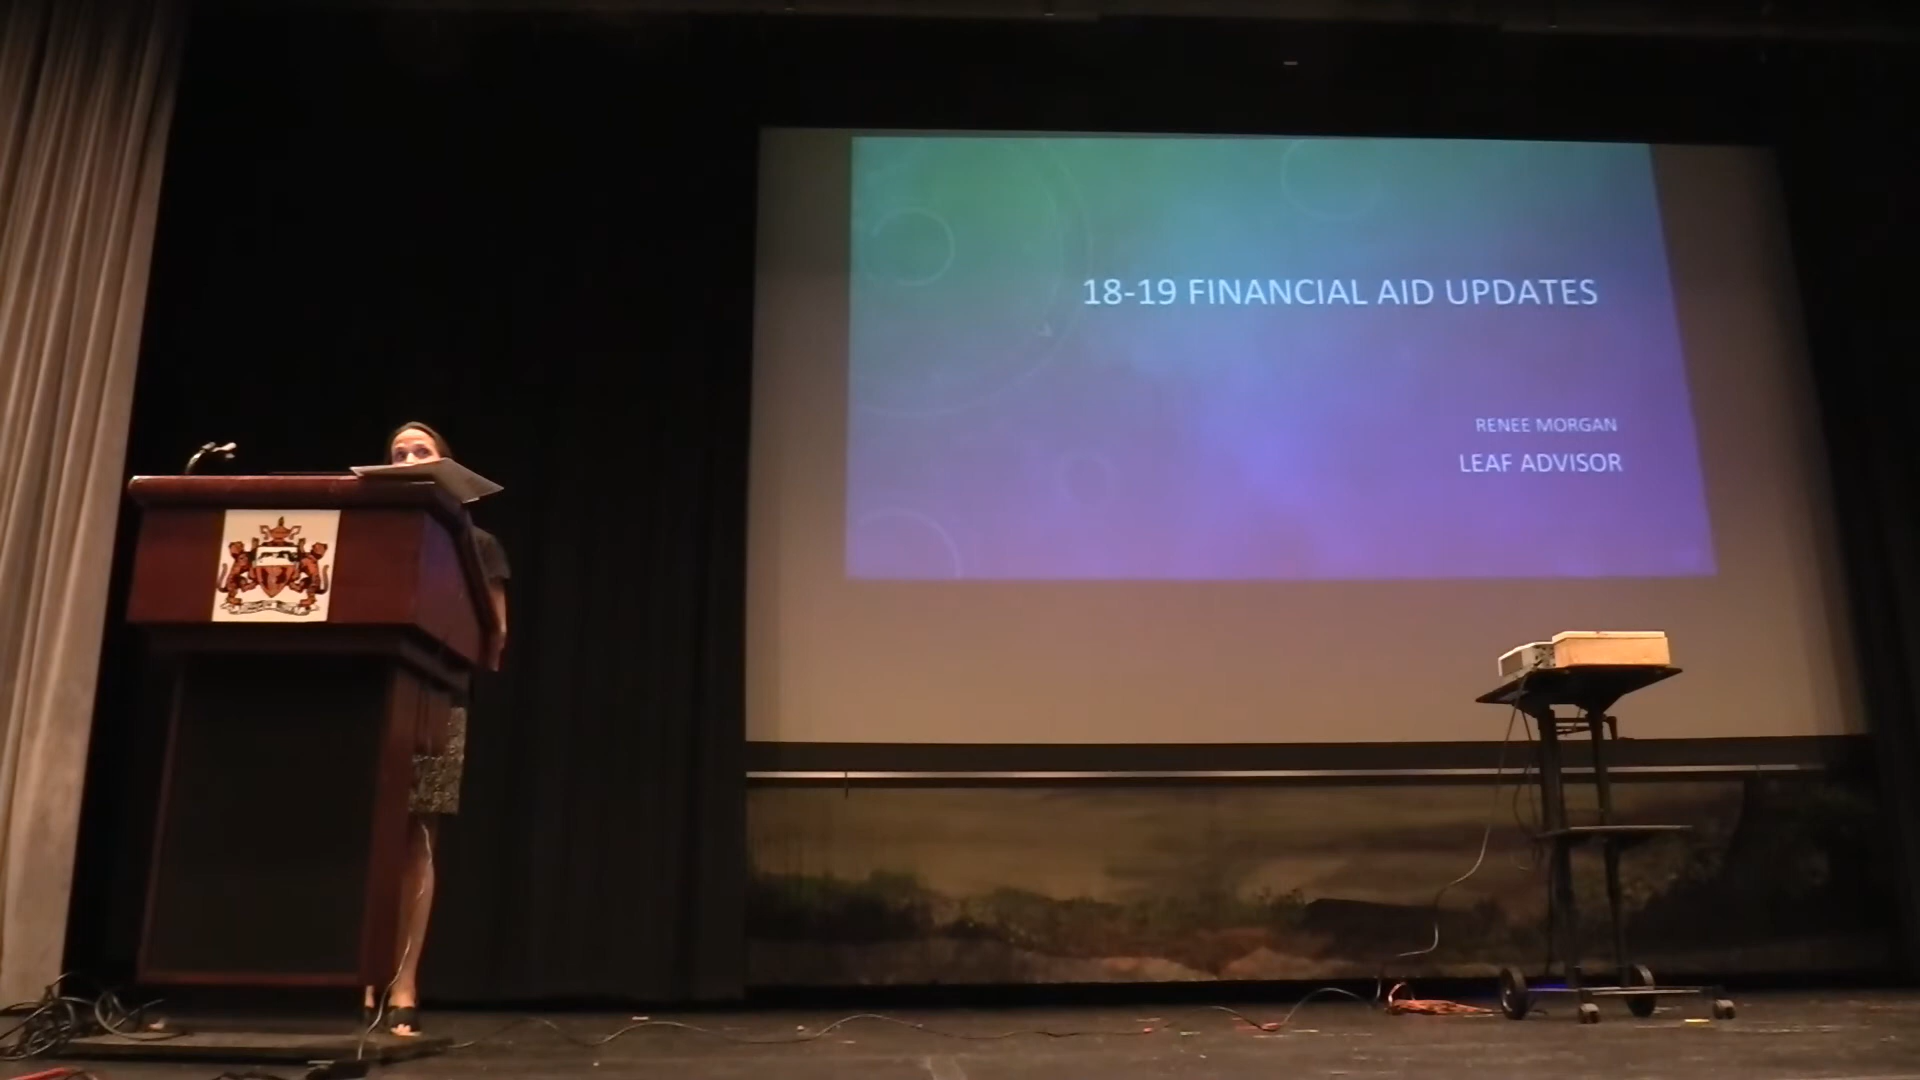 18-19 FINANCIAL AID UPDATES
RENEE MORGAN
LEAF ADVISOR